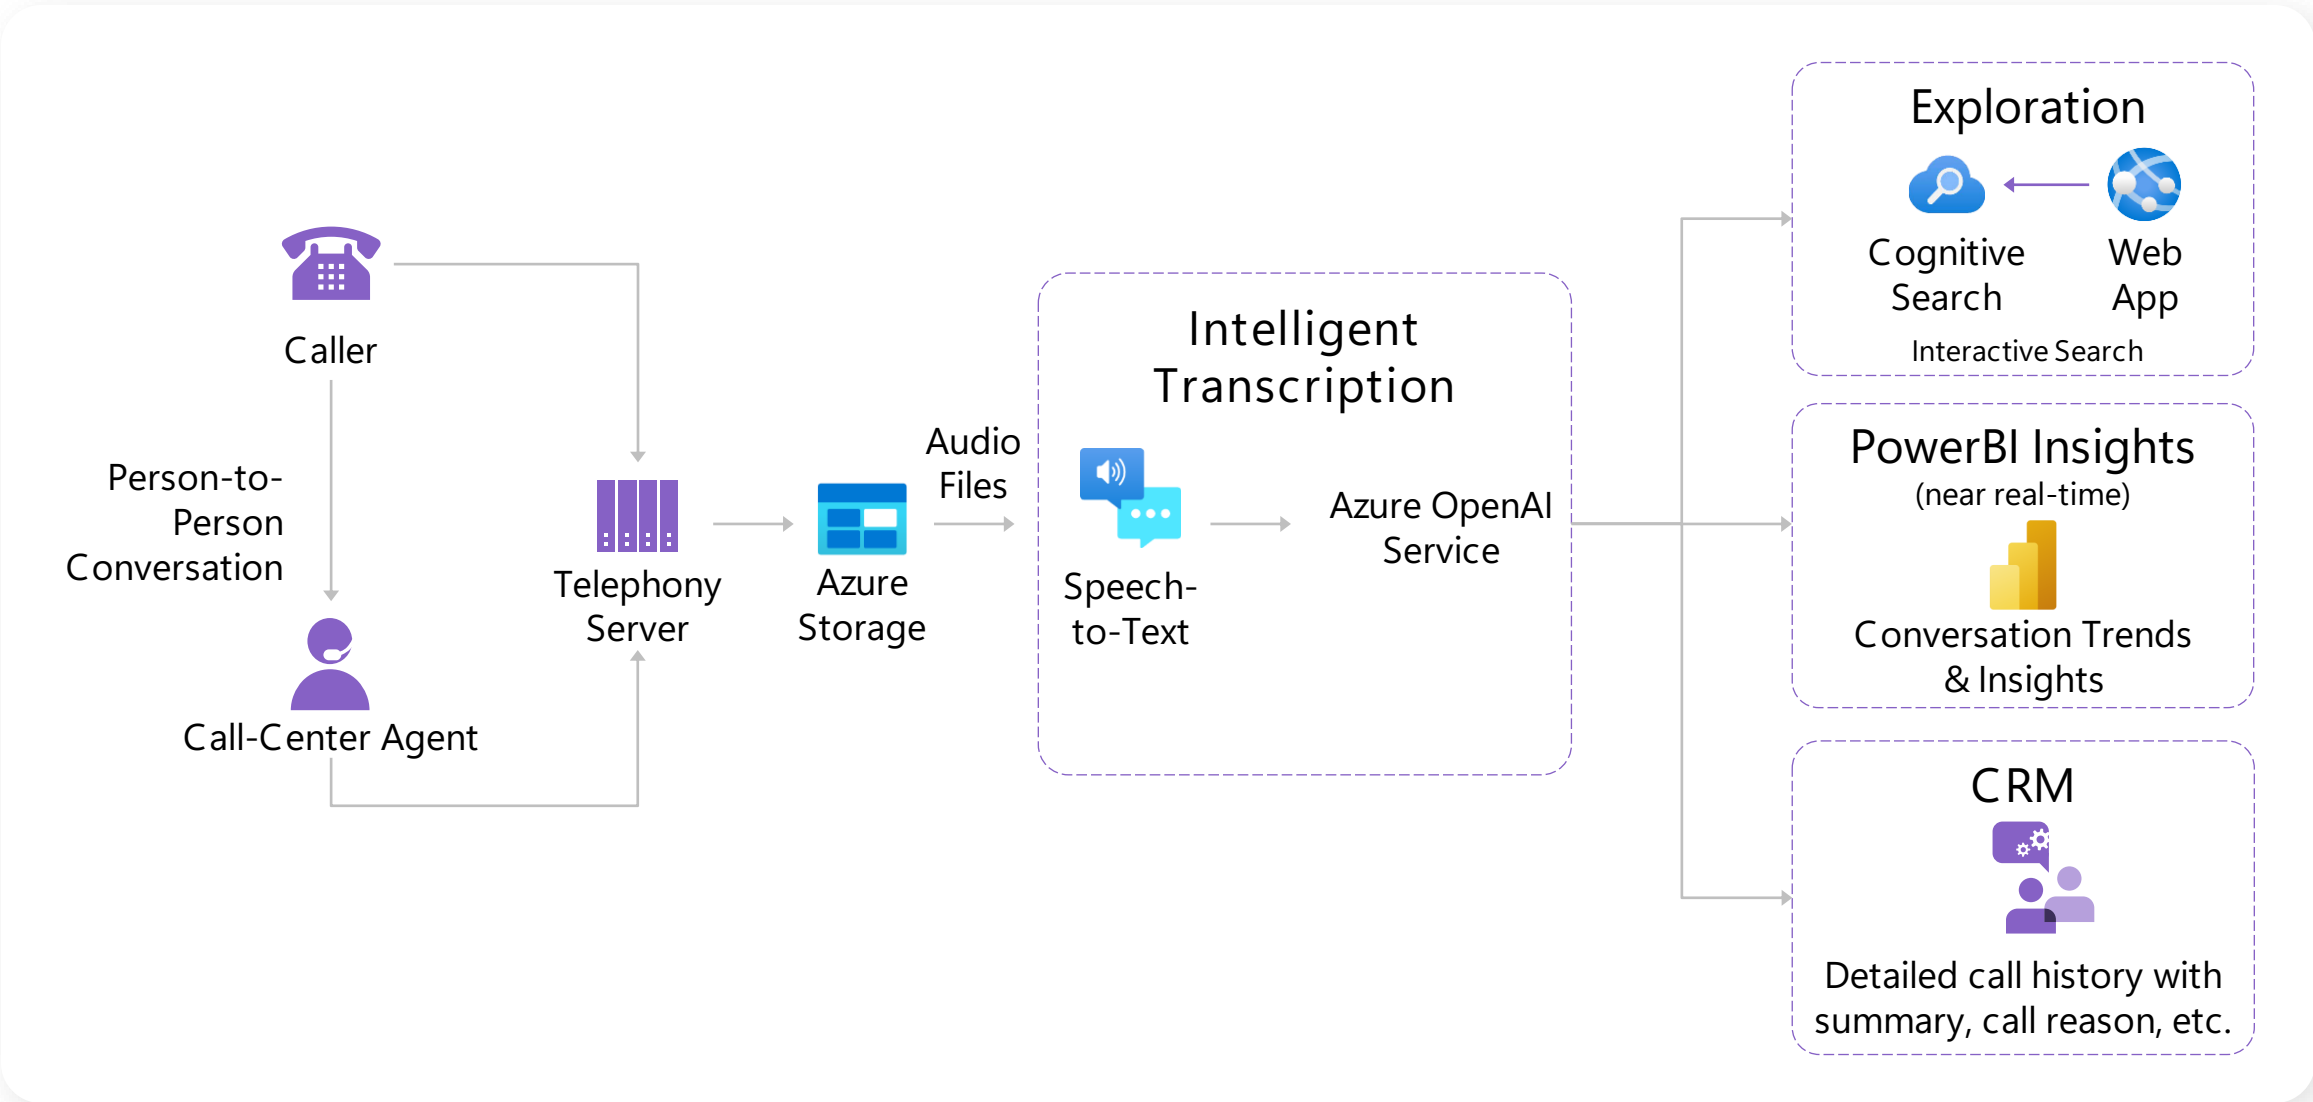 Caller
Person-to-
Person
Conversation
Call-Center Agent
Telephony
Server
Azure
Storage
Audio
Files
Intelligent
Transcription
Speech-
to-Text
Azure OpenAI
Service
Exploration
Cognitive
Search
Web
App
Interactive Search
PowerBI Insights
(near real-time)
Conversation Trends
& Insights
CRM
Detailed call history with
summary, call reason, etc.